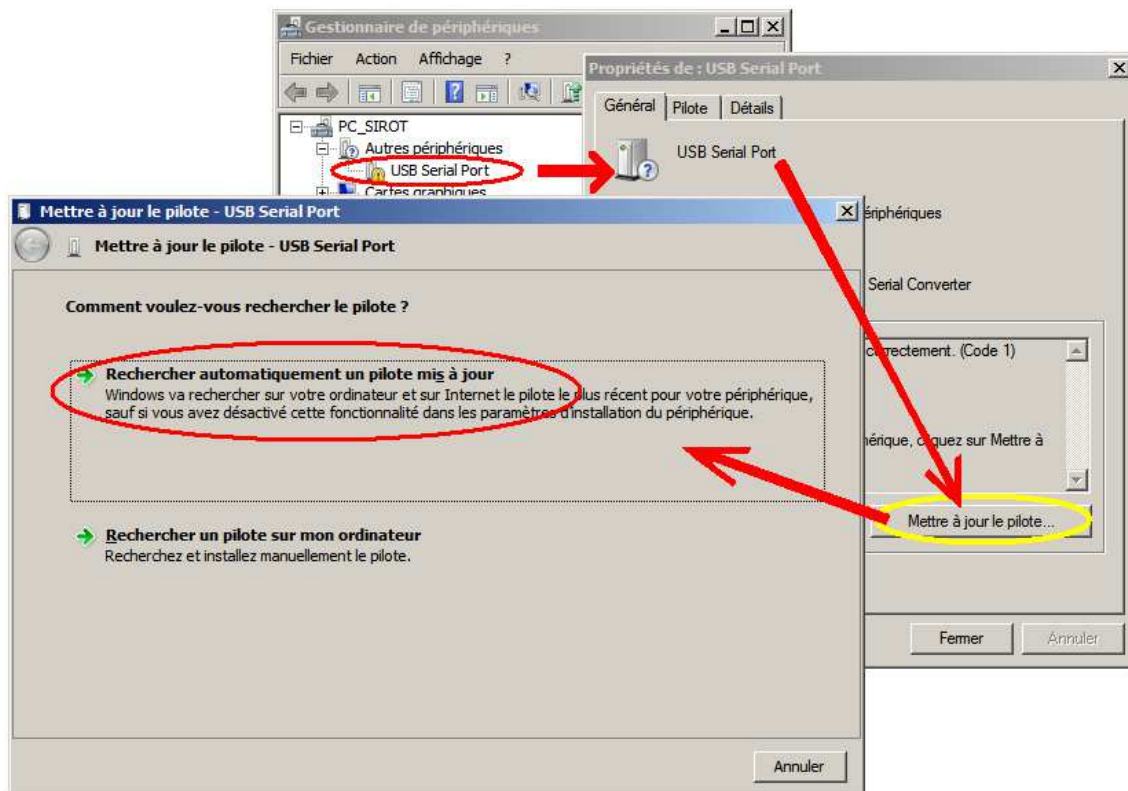 Gestionnaire de périphériques
Fichier Action Affichage ?
PC_SIROT
Autres périphériques
USB Serial Port
Cartes graphiques
Propriétés de : USB Serial Port
Général Pilote Détails
USB Serial Port
ériphériques
Serial Converter
correctement. (Code 1)
hérique, cliquez sur Mettre à
Mettre à jour le pilote...
Fermer Annuler
Mettre à jour le pilote - USB Serial Port
Mettre à jour le pilote - USB Serial Port
Comment voulez-vous rechercher le pilote ?
Rechercher automatiquement un pilote mis à jour
Windows va rechercher sur votre ordinateur et sur Internet le pilote le plus récent pour votre périphérique,
sauf si vous avez désactivé cette fonctionnalité dans les paramètres d'installation du périphérique.
Rechercher un pilote sur mon ordinateur
Recherchez et installez manuellement le pilote.
Annuler